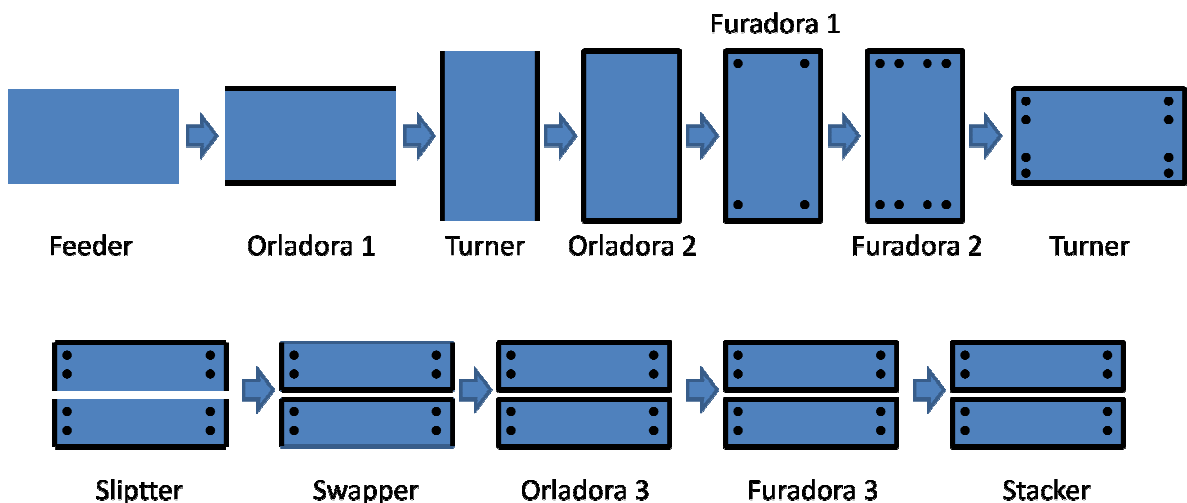 Furadora 1
Feeder
Orladora 1
Turner
Orladora 2
Furadora 2
Turner
Sliptter
Swapper
Orladora 3
Furadora 3
Stacker